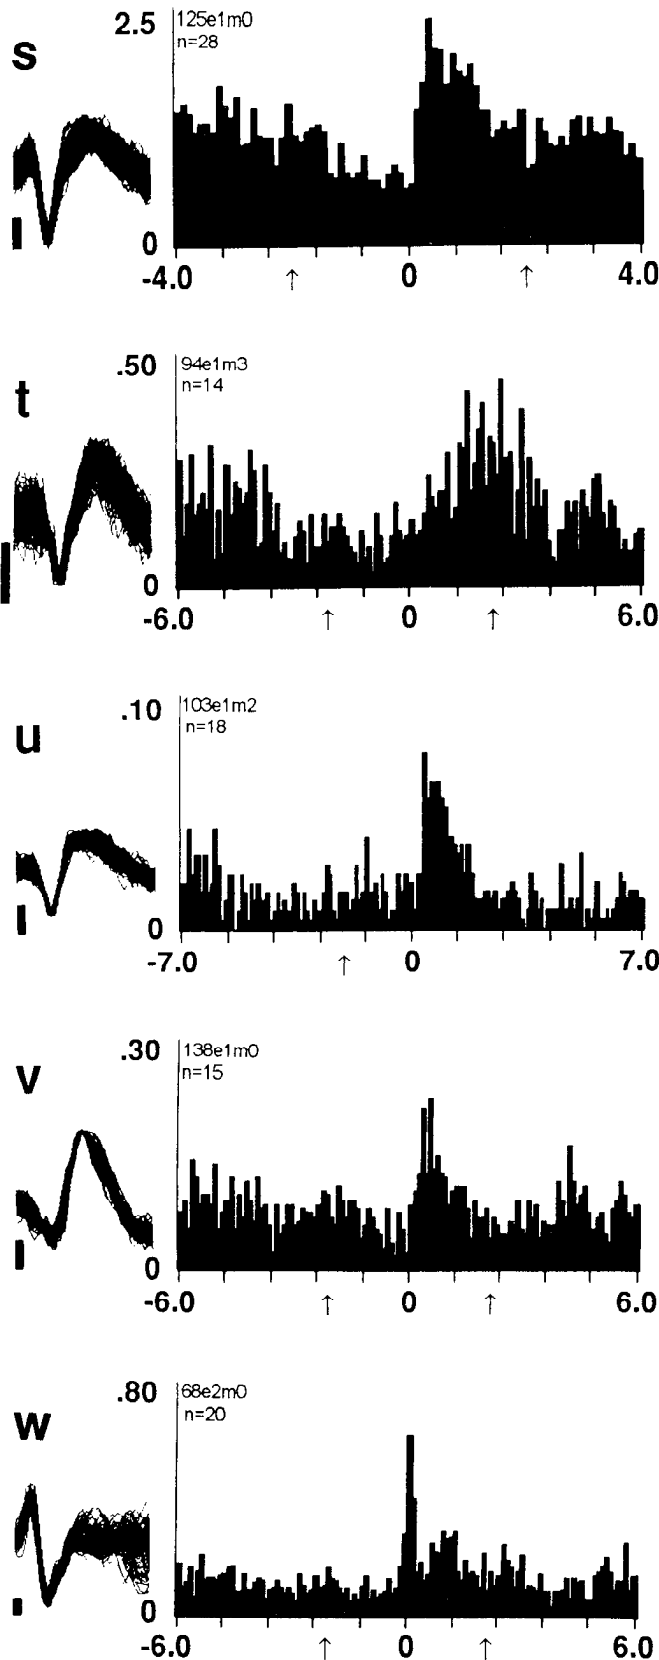 2.5
125e1m0
n=28
s
0
-4.0 ↑ 0 ↑ 4.0
.50
94e1m3
n=14
t
0
-6.0 ↑ 0 ↑ 6.0
.10
103e1m2
n=18
u
0
-7.0 ↑ 0 7.0
.30
138e1m0
n=15
v
0
-6.0 ↑ 0 ↑ 6.0
.80
68e2m0
n=20
w
0
-6.0 ↑ 0 ↑ 6.0